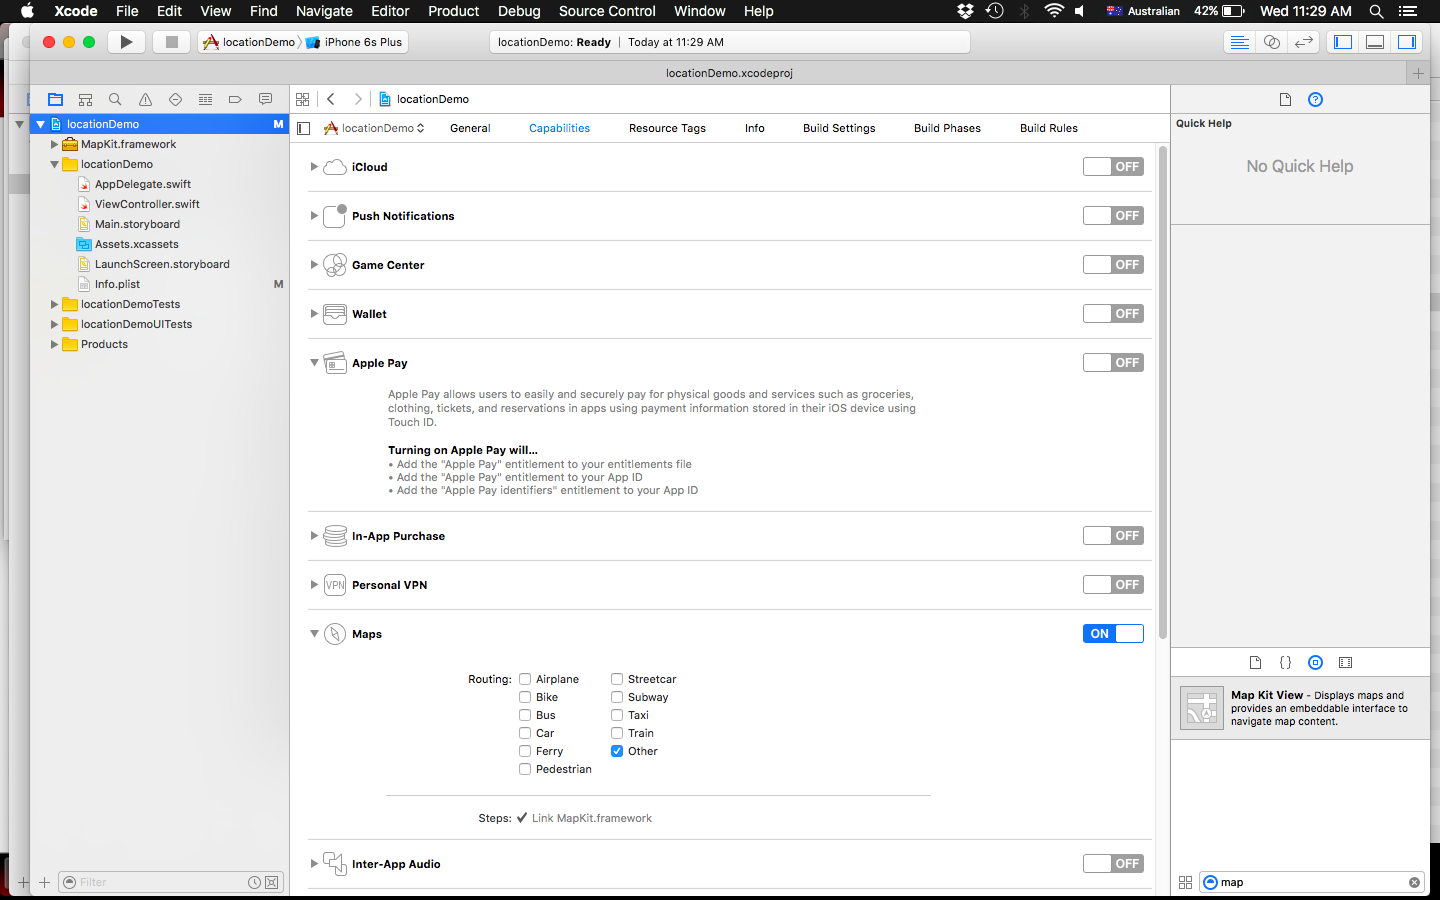 Xcode File Edit View Find Navigate Editor Product Debug Source Control Window Help Australian 42% Wed 11:29 AM
locationDemo iPhone 6s Plus locationDemo: Ready | Today at 11:29 AM
locationDemo.xcodeproj
locationDemo
locationDemo M
MapKit.framework
locationDemo
AppDelegate.swift
ViewController.swift
Main.storyboard
Assets.xcassets
LaunchScreen.storyboard
Info.plist M
locationDemoTests
locationDemoUITests
Products
Filter
locationDemo General Capabilities Resource Tags Info Build Settings Build Phases Build Rules
iCloud OFF
Push Notifications OFF
Game Center OFF
Wallet OFF
Apple Pay OFF
Apple Pay allows users to easily and securely pay for physical goods and services such as groceries,
clothing, tickets, and reservations in apps using payment information stored in their iOS device using
Touch ID.
Turning on Apple Pay will...
• Add the "Apple Pay" entitlement to your entitlements file
• Add the "Apple Pay" entitlement to your App ID
• Add the "Apple Pay identifiers" entitlement to your App ID
In-App Purchase OFF
VPN Personal VPN OFF
Maps ON
Routing: Airplane Streetcar
Bike Subway
Bus Taxi
Car Train
Ferry Other
Pedestrian
Steps: Link MapKit.framework
Inter-App Audio OFF
Quick Help
No Quick Help
Map Kit View - Displays maps and
provides an embeddable interface to
navigate map content.
map